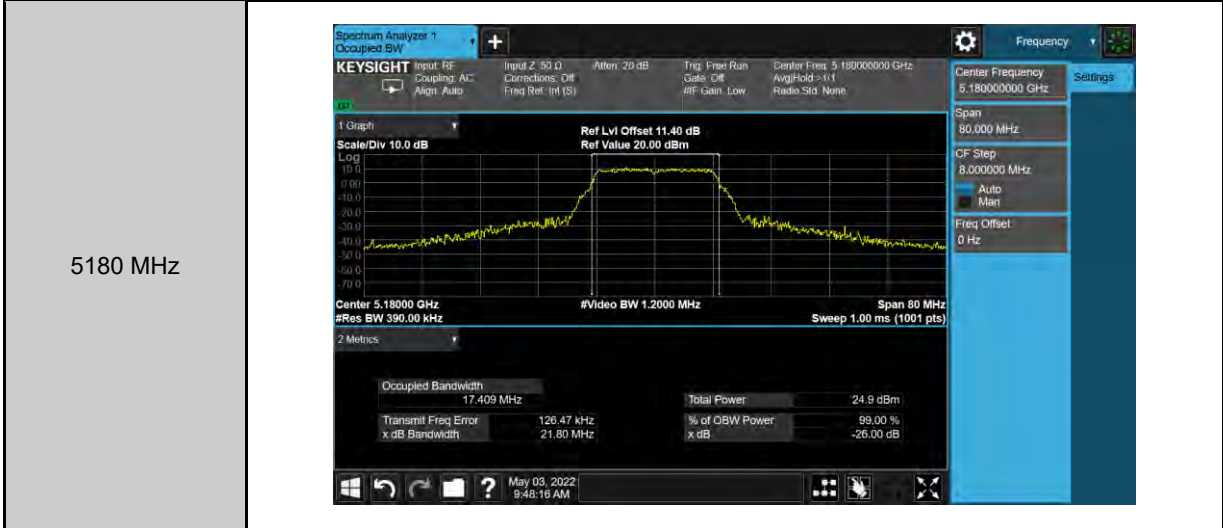 5180 MHz
Spectrum Analyzer 1
Occupied BW
+
Frequency
KEYSIGHT
Input: RF
Coupling: AC
Align: Auto
Input Z: 50 Ω
Corrections: Off
Freq Ref: Int (S)
Atten: 20 dB
Trig: Free Run
Gate: Off
#IF Gain: Low
Center Freq: 5.180000000 GHz
Avg|Hold:>1/1
Radio Std: None
Center Frequency
5.180000000 GHz
Settings
Span
80.000 MHz
CF Step
8.000000 MHz
Auto
Man
Freq Offset
0 Hz
1 Graph
Scale/Div 10.0 dB
Ref Lvl Offset 11.40 dB
Ref Value 20.00 dBm
Log
10.0
0.00
-10.0
-20.0
-30.0
-40.0
-50.0
-60.0
-70.0
Center 5.18000 GHz
#Res BW 390.00 kHz
#Video BW 1.2000 MHz
Span 80 MHz
Sweep 1.00 ms (1001 pts)
2 Metrics
Occupied Bandwidth
17.409 MHz
Total Power 24.9 dBm
Transmit Freq Error 126.47 kHz
% of OBW Power 99.00 %
x dB Bandwidth 21.80 MHz
x dB -26.00 dB
?
May 03, 2022
9:48:16 AM